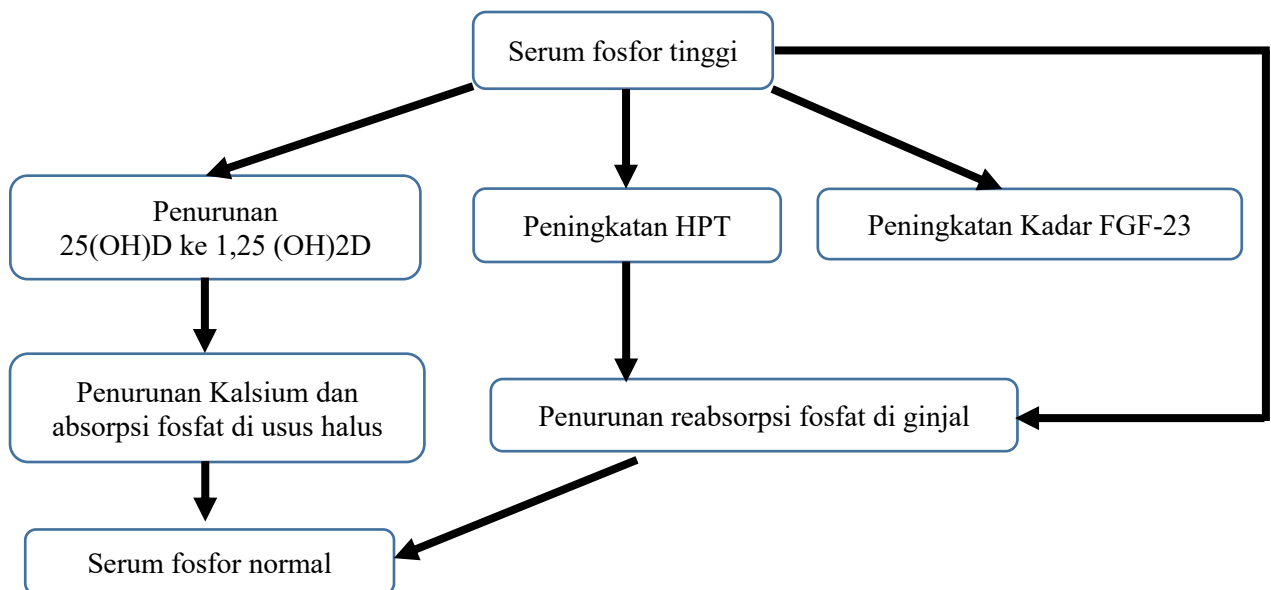 Serum fosfor tinggi
Penurunan
25(OH)D ke 1,25 (OH)2D
Peningkatan HPT
Peningkatan Kadar FGF-23
Penurunan Kalsium dan
absorpsi fosfat di usus halus
Penurunan reabsorpsi fosfat di ginjal
Serum fosfor normal